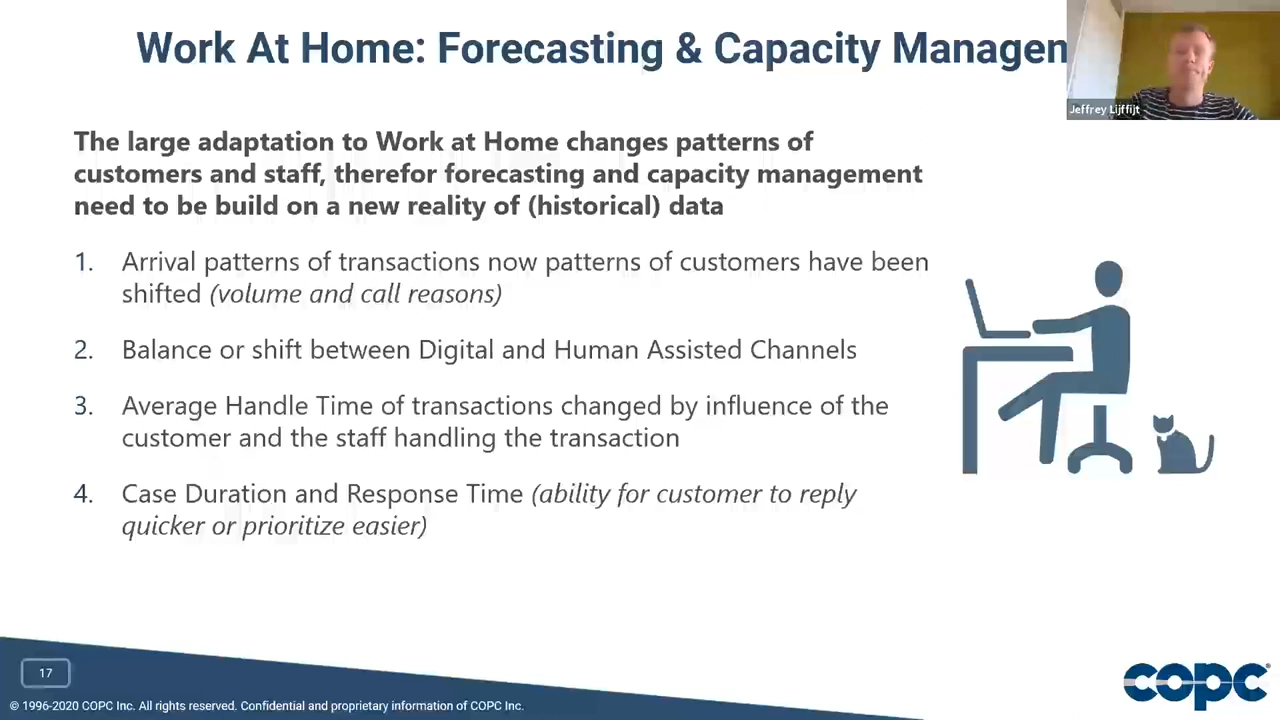 Work At Home: Forecasting & Capacity Managem
Jeffrey Lijffijt
The large adaptation to Work at Home changes patterns of
customers and staff, therefor forecasting and capacity management
need to be build on a new reality of (historical) data
1. Arrival patterns of transactions now patterns of customers have been
shifted (volume and call reasons)
2. Balance or shift between Digital and Human Assisted Channels
3. Average Handle Time of transactions changed by influence of the
customer and the staff handling the transaction
4. Case Duration and Response Time (ability for customer to reply
quicker or prioritize easier)
17
© 1996-2020 COPC Inc. All rights reserved. Confidential and proprietary information of COPC Inc.
copc®